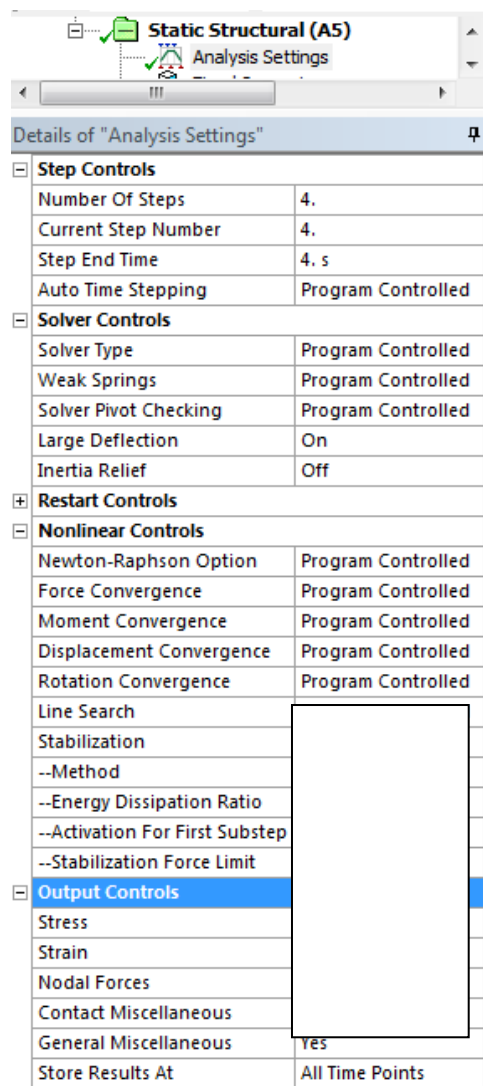 Static Structural (A5)
Analysis Settings
Details of "Analysis Settings"
Step Controls
Number Of Steps 4.
Current Step Number 4.
Step End Time 4. s
Auto Time Stepping Program Controlled
Solver Controls
Solver Type Program Controlled
Weak Springs Program Controlled
Solver Pivot Checking Program Controlled
Large Deflection On
Inertia Relief Off
Restart Controls
Nonlinear Controls
Newton-Raphson Option Program Controlled
Force Convergence Program Controlled
Moment Convergence Program Controlled
Displacement Convergence Program Controlled
Rotation Convergence Program Controlled
Line Search
Stabilization
--Method
--Energy Dissipation Ratio
--Activation For First Substep
--Stabilization Force Limit
Output Controls
Stress
Strain
Nodal Forces
Contact Miscellaneous
General Miscellaneous Yes
Store Results At All Time Points